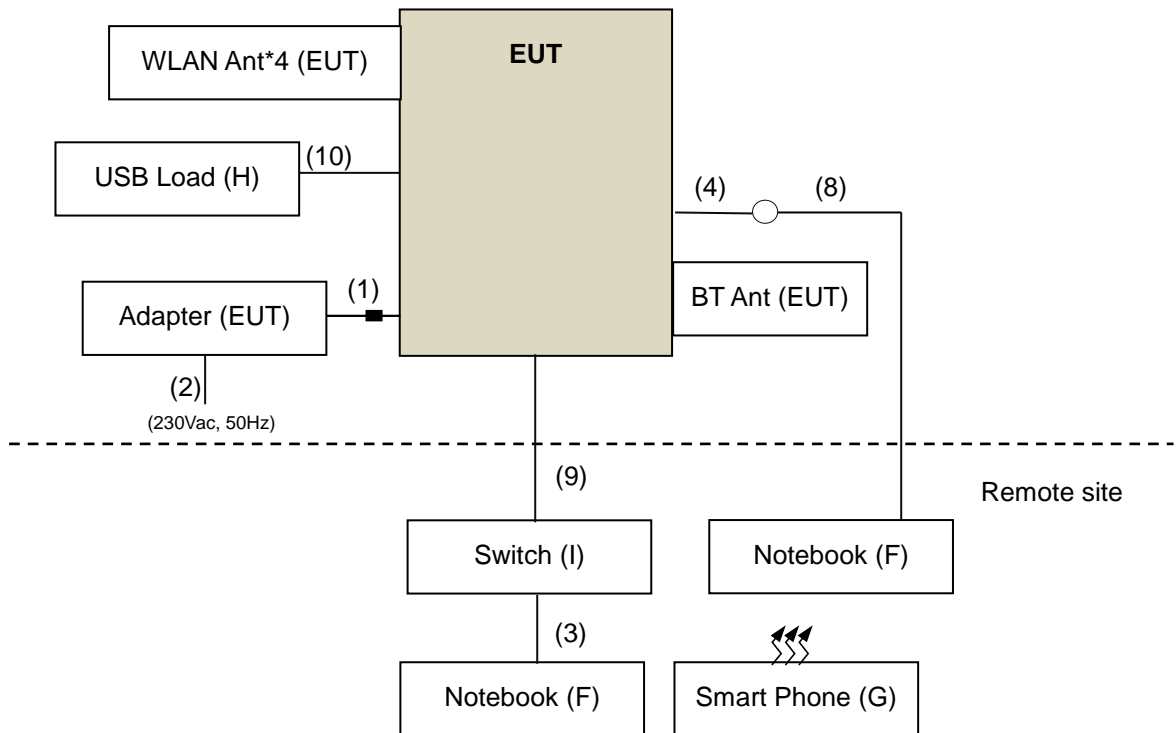 WLAN Ant*4 (EUT)
EUT
USB Load (H)
(10)
(4)
(8)
Adapter (EUT)
(1)
BT Ant (EUT)
(2)
(230Vac, 50Hz)
(9)
Remote site
Switch (I)
Notebook (F)
(3)
Notebook (F)
Smart Phone (G)